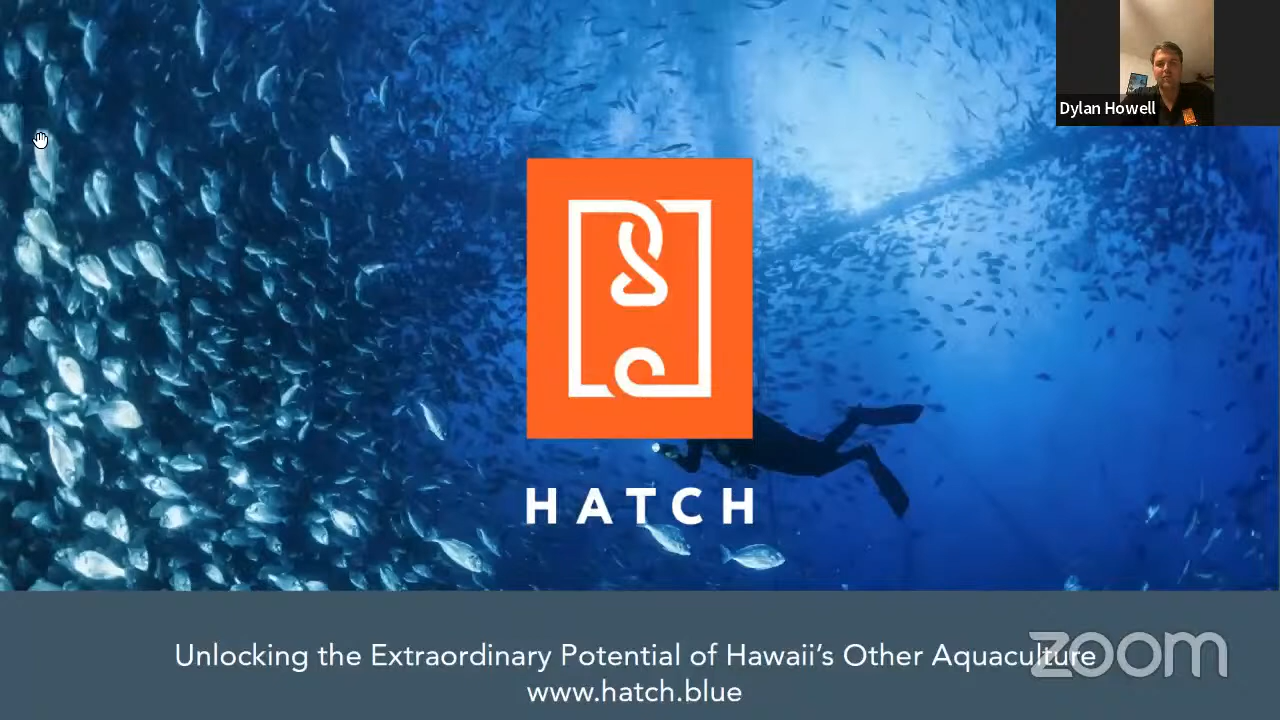 Dylan Howell
HATCH
Unlocking the Extraordinary Potential of Hawaii's Other Aquaculture
zoom
www.hatch.blue